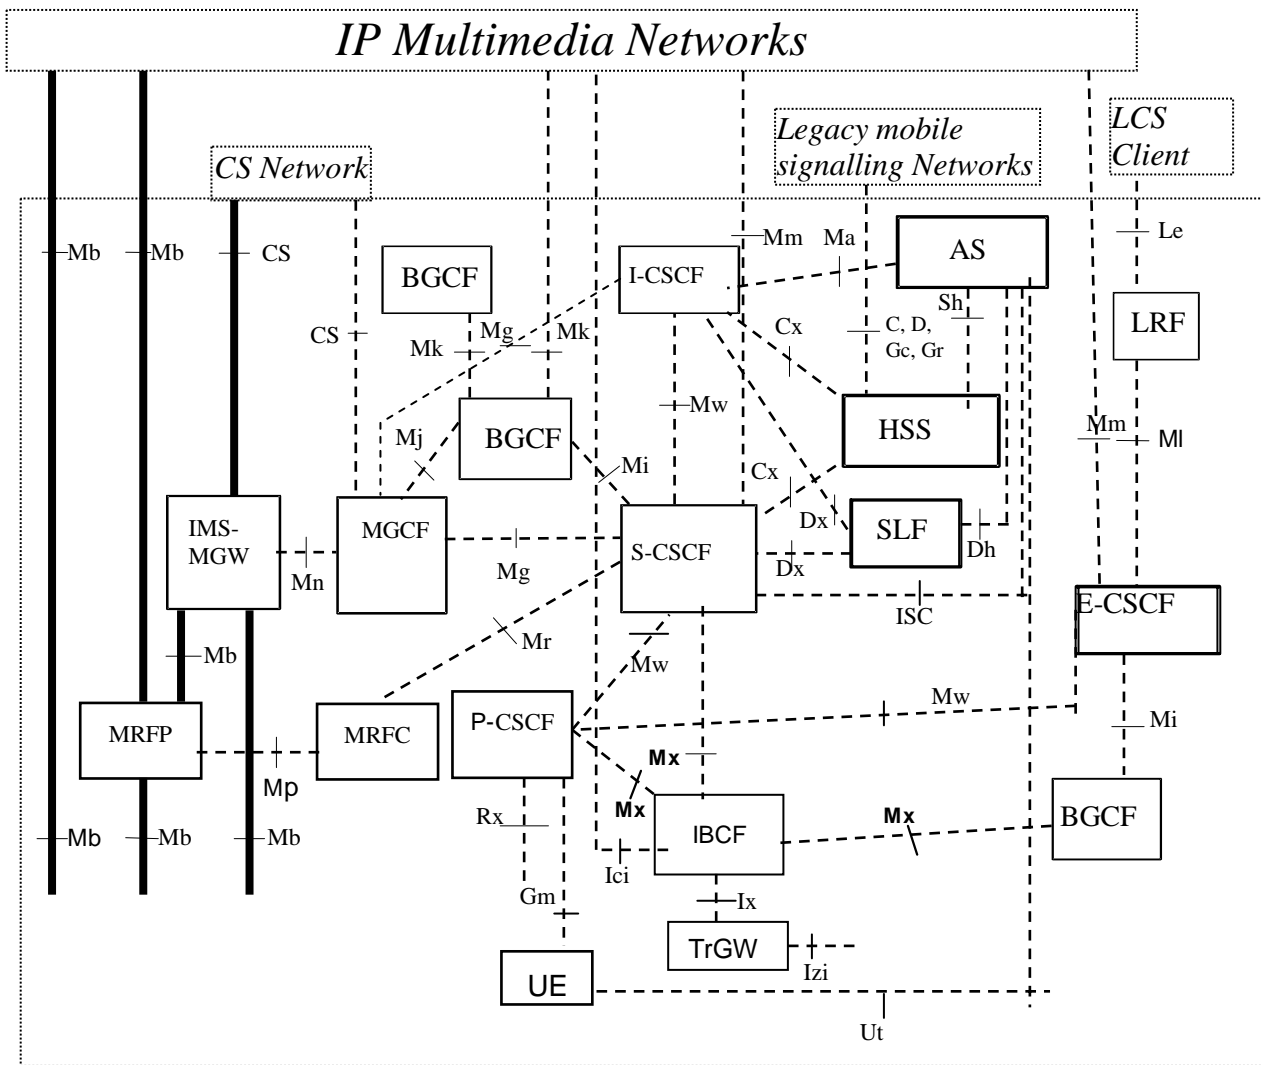 IP Multimedia Networks
Legacy mobile
signalling Networks
LCS
Client
CS Network
Mb
Mb
CS
BGCF
I-CSCF
Mm
Ma
AS
Le
Sh
LRF
CS
Mk
Mg
Mk
Cx
C, D,
Gc, Gr
Mw
Mj
BGCF
Mi
HSS
Mm
Ml
Cx
IMS-
MGW
MGCF
S-CSCF
Dx
SLF
Dh
Mn
Mg
Dx
ISC
E-CSCF
Mb
Mr
Mw
Mw
Mi
MRFP
MRFC
P-CSCF
Mx
Mp
Mx
Mx
BGCF
Mb
Mb
Mb
Rx
IBCF
Ici
Gm
Ix
TrGW
Izi
UE
Ut